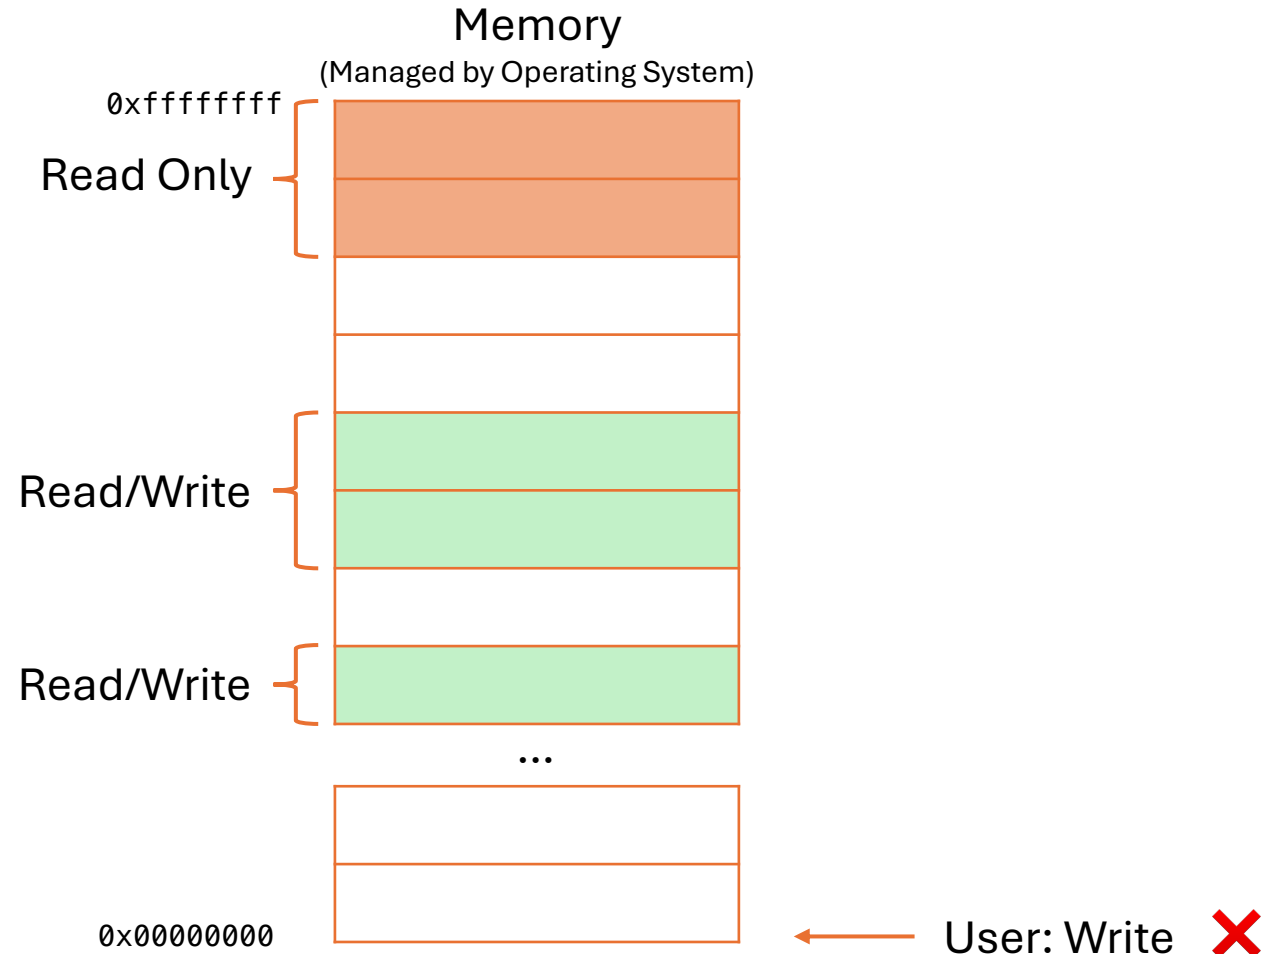 Memory
(Managed by Operating System)
0xffffffff
Read Only
Read/Write
Read/Write
...
0x00000000
User: Write